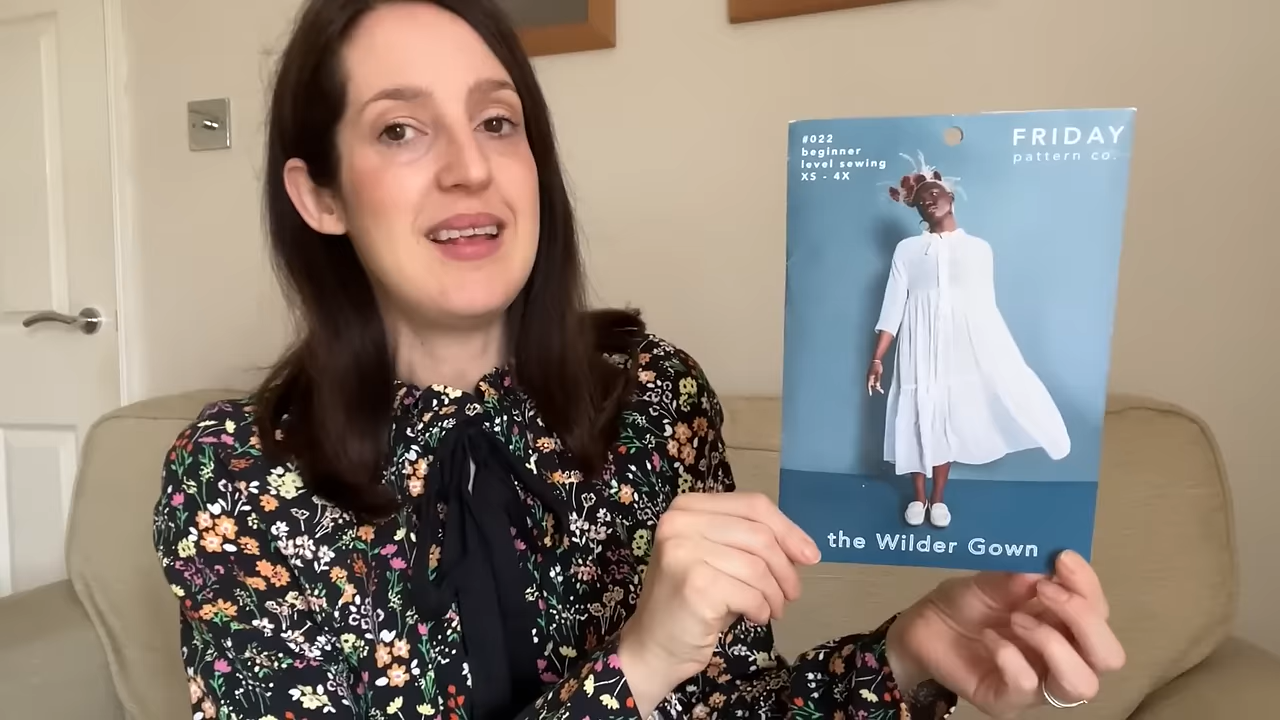 #022
beginner
level sewing
XS - 4X
FRIDAY
pattern co.
the Wilder Gown